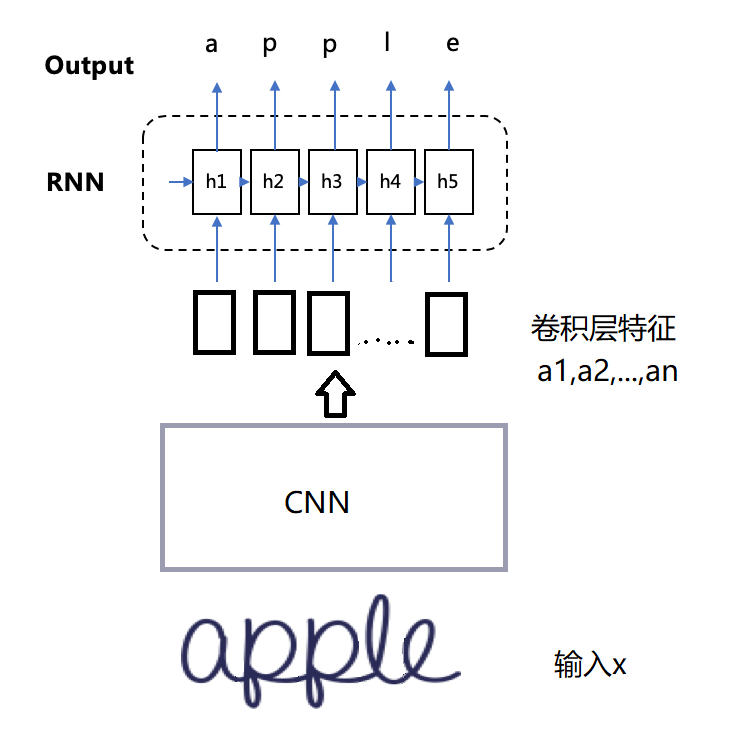 a p p l e
Output
RNN
h1 h2 h3 h4 h5
卷积层特征
a1,a2,...,an
CNN
apple
输入x